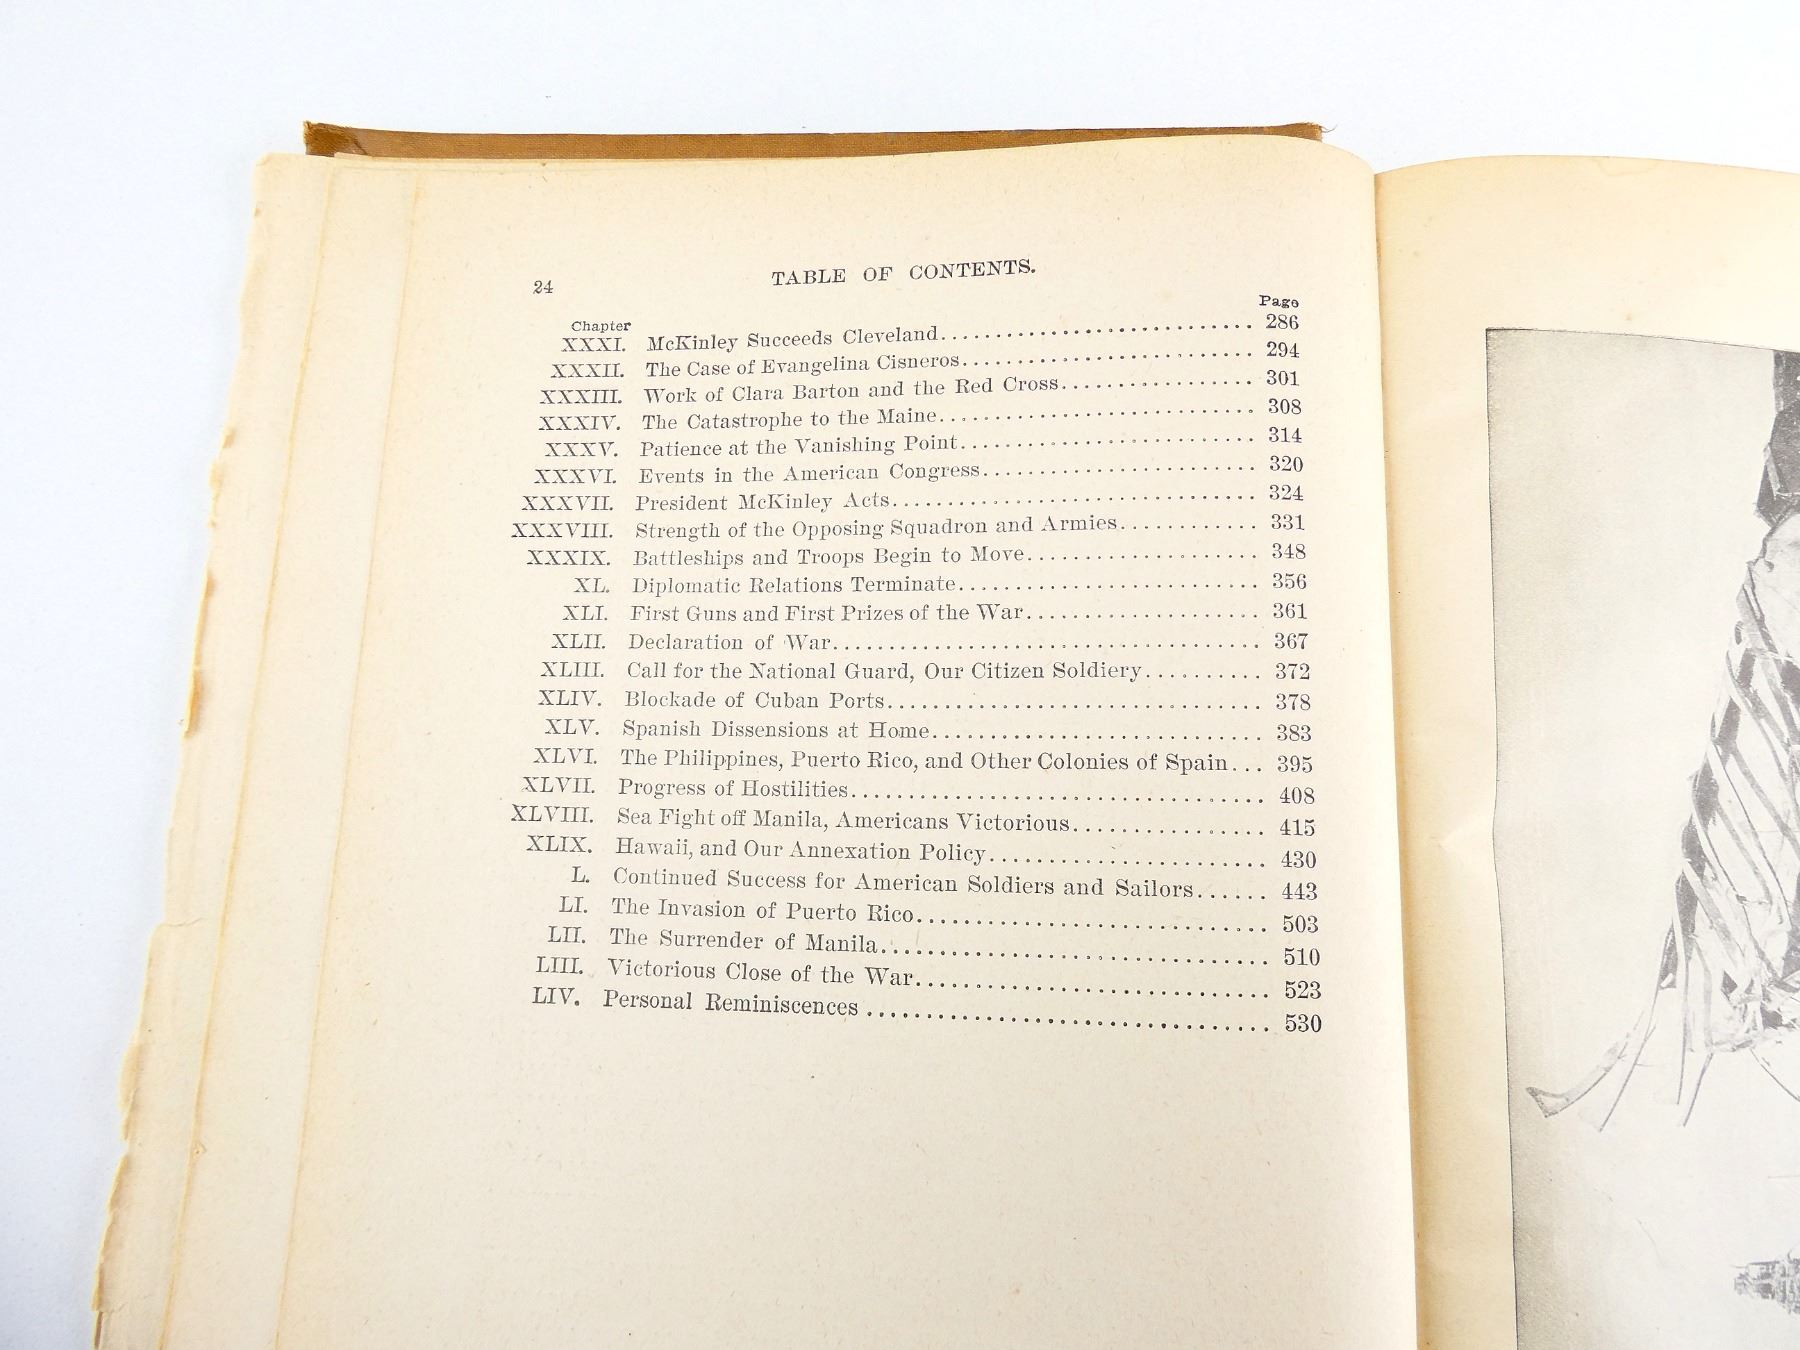 24
TABLE OF CONTENTS.
Chapter Page
XXXI. McKinley Succeeds Cleveland 286
XXXII. The Case of Evangelina Cisneros 294
XXXIII. Work of Clara Barton and the Red Cross 301
XXXIV. The Catastrophe to the Maine 308
XXXV. Patience at the Vanishing Point 314
XXXVI. Events in the American Congress 320
XXXVII. President McKinley Acts 324
XXXVIII. Strength of the Opposing Squadron and Armies 331
XXXIX. Battleships and Troops Begin to Move 348
XL. Diplomatic Relations Terminate 356
XLI. First Guns and First Prizes of the War 361
XLII. Declaration of War 367
XLIII. Call for the National Guard, Our Citizen Soldiery 372
XLIV. Blockade of Cuban Ports 378
XLV. Spanish Dissensions at Home 383
XLVI. The Philippines, Puerto Rico, and Other Colonies of Spain 395
XLVII. Progress of Hostilities 408
XLVIII. Sea Fight off Manila, Americans Victorious 415
XLIX. Hawaii, and Our Annexation Policy 430
L. Continued Success for American Soldiers and Sailors 443
LI. The Invasion of Puerto Rico 503
LII. The Surrender of Manila 510
LIII. Victorious Close of the War 523
LIV. Personal Reminiscences 530